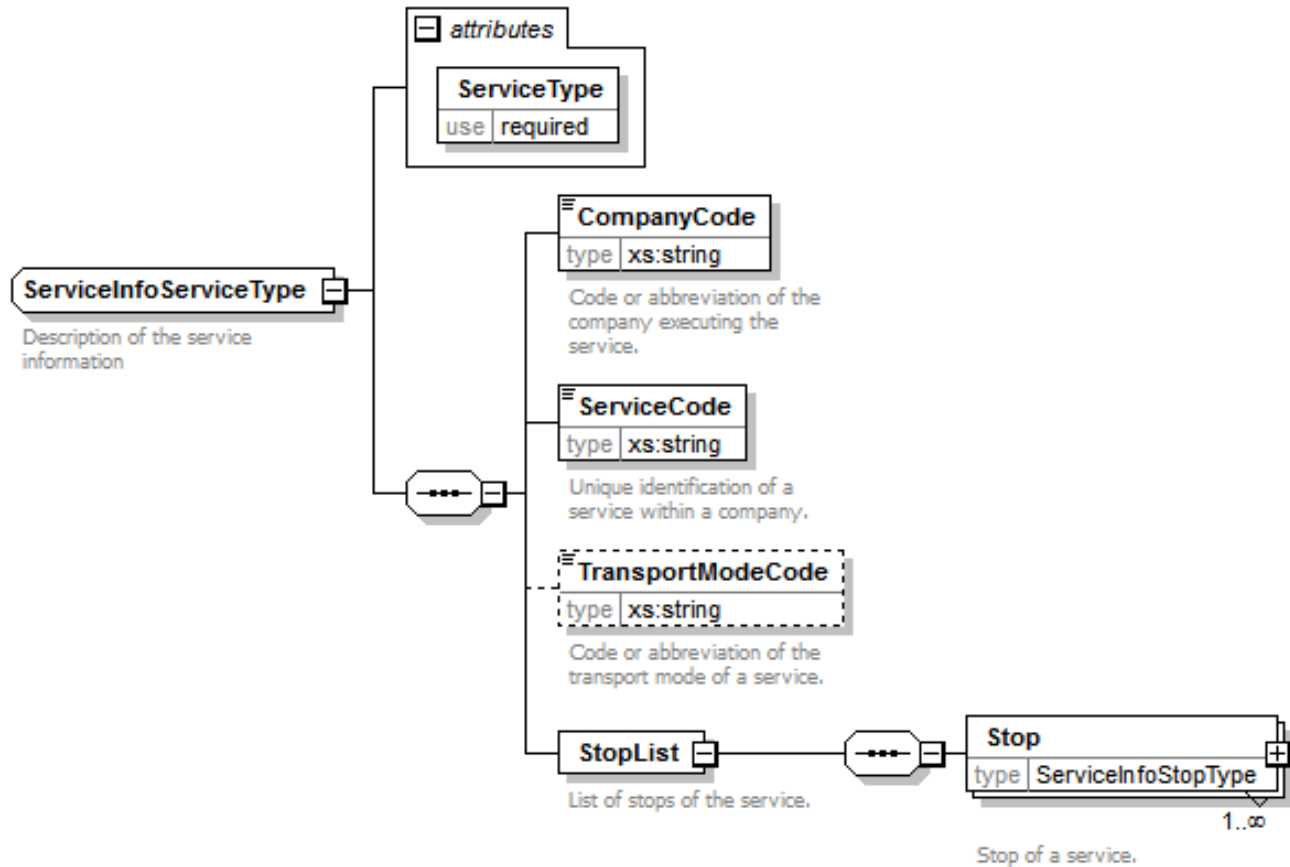 attributes
ServiceType
use required
CompanyCode
type xs:string
Code or abbreviation of the
company executing the
service.
ServiceInfoServiceType
Description of the service
information
ServiceCode
type xs:string
Unique identification of a
service within a company.
TransportModeCode
type xs:string
Code or abbreviation of the
transport mode of a service.
StopList
List of stops of the service.
Stop
type ServiceInfoStopType
1..∞
Stop of a service.